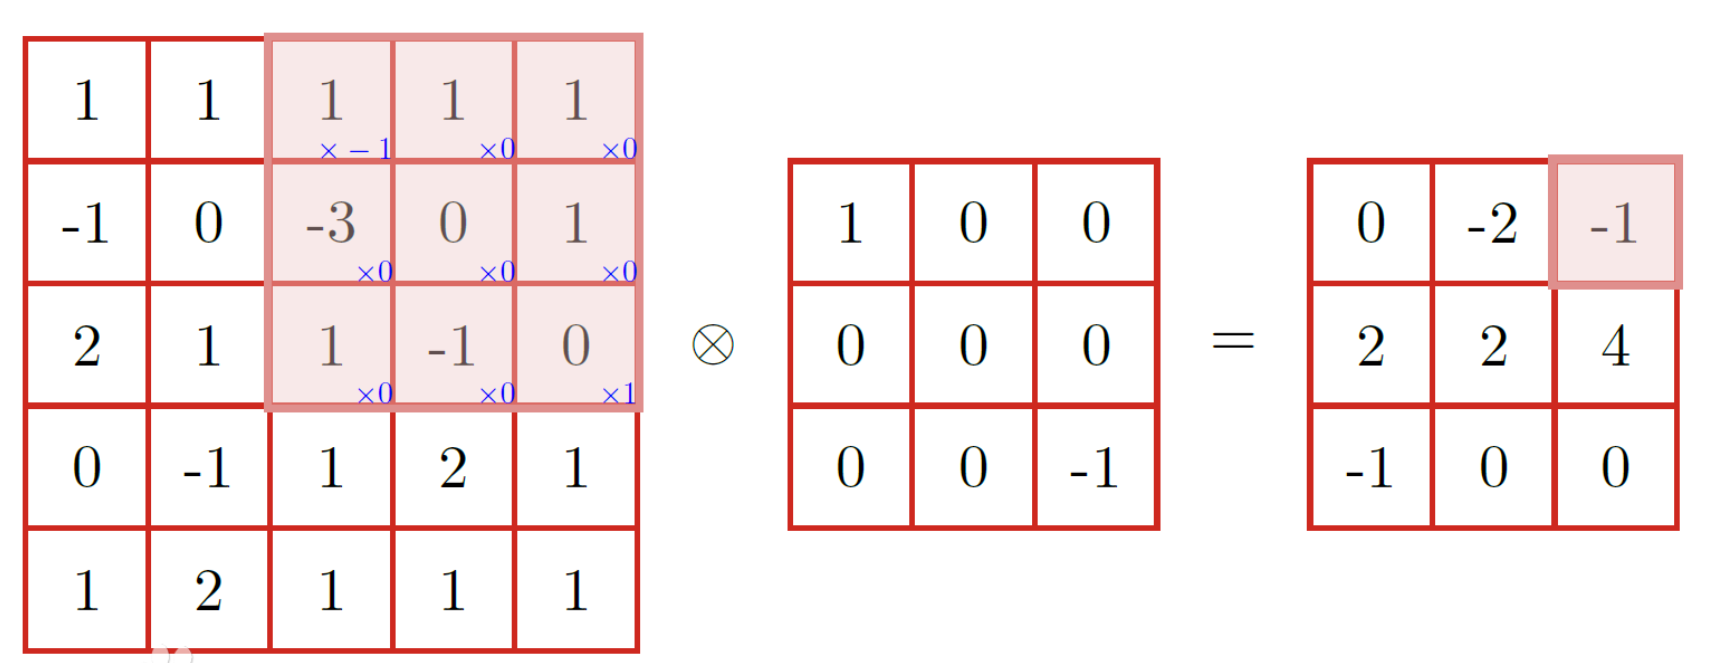 1 1 1 1 1
× − 1 ×0 ×0
-1 0 -3 0 1 1 0 0 0 -2 -1
×0 ×0 ×0
2 1 1 -1 0 ⊗ 0 0 0 = 2 2 4
×0 ×0 ×1
0 -1 1 2 1 0 0 -1 -1 0 0
1 2 1 1 1